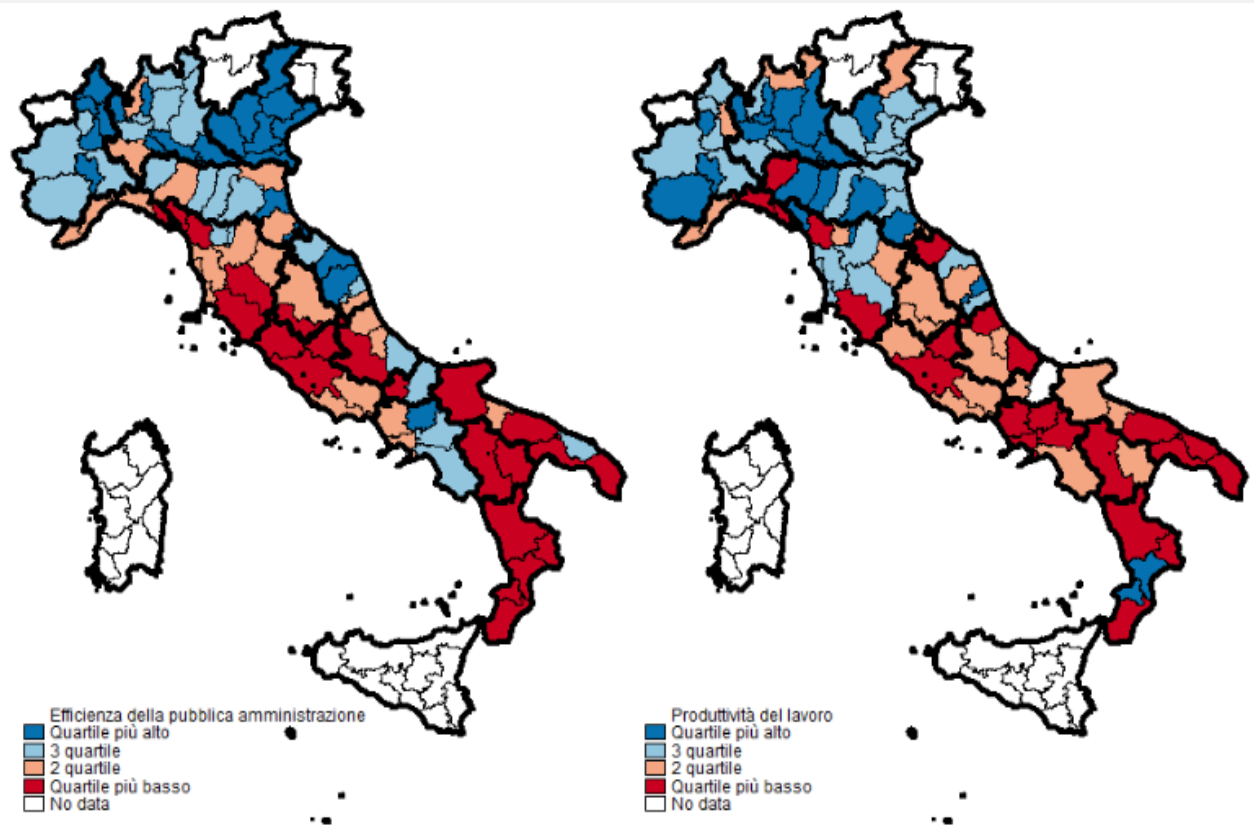 Efficienza della pubblica amministrazione
Quartile più alto
3 quartile
2 quartile
Quartile più basso
No data
Produttività del lavoro
Quartile più alto
3 quartile
2 quartile
Quartile più basso
No data